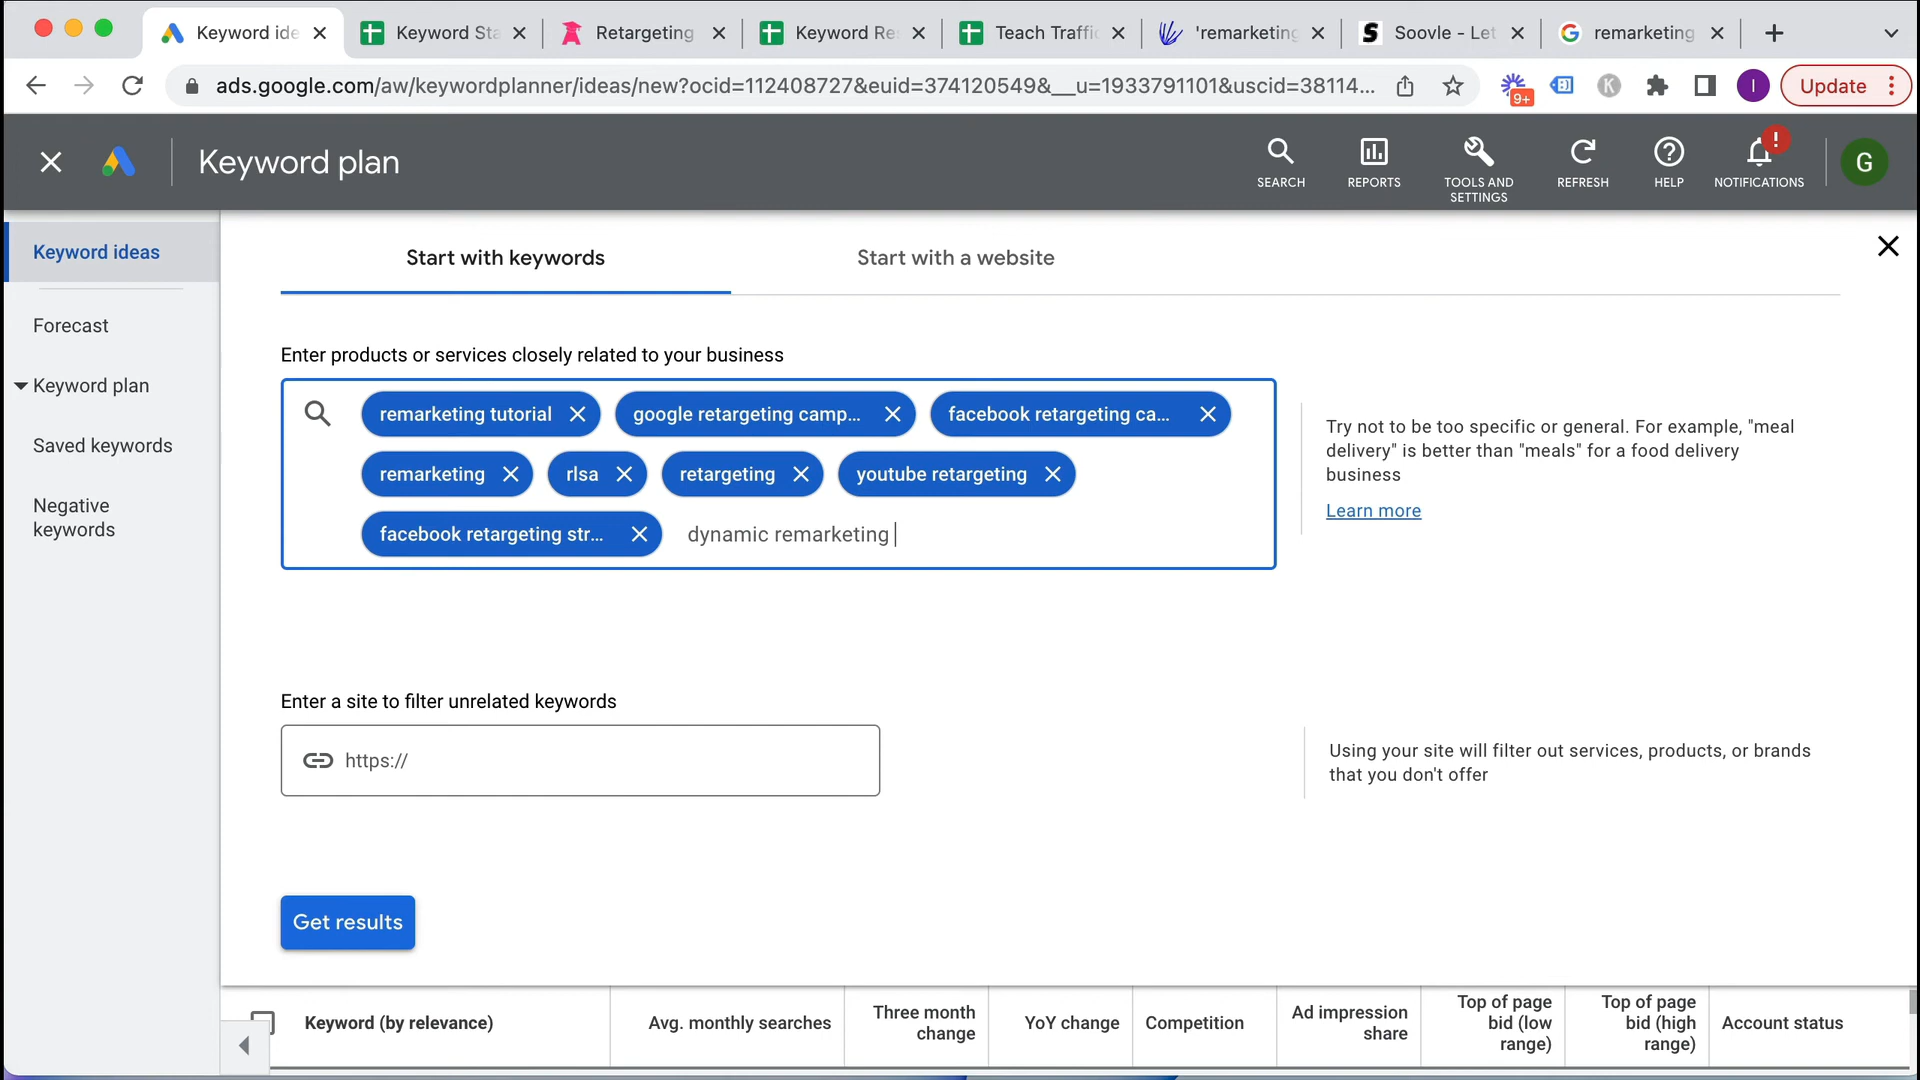 Keyword ide
Keyword Sta
Retargeting
Keyword Re
Teach Traffi
'remarketing
Soovle - Let
remarketing
ads.google.com/aw/keywordplanner/ideas/new?ocid=112408727&euid=374120549&__u=1933791101&uscid=38114...
9+
K
I
Update
Keyword plan
SEARCH
REPORTS
TOOLS AND
SETTINGS
REFRESH
HELP
!
NOTIFICATIONS
G
Keyword ideas
Forecast
Keyword plan
Saved keywords
Negative
keywords
Start with keywords
Start with a website
Enter products or services closely related to your business
remarketing tutorial
google retargeting camp...
facebook retargeting ca...
remarketing
rlsa
retargeting
youtube retargeting
facebook retargeting str...
dynamic remarketing
Try not to be too specific or general. For example, "meal
delivery" is better than "meals" for a food delivery
business
Learn more
Enter a site to filter unrelated keywords
https://
Using your site will filter out services, products, or brands
that you don't offer
Get results
Keyword (by relevance)
Avg. monthly searches
Three month
change
YoY change
Competition
Ad impression
share
Top of page
bid (low
range)
Top of page
bid (high
range)
Account status